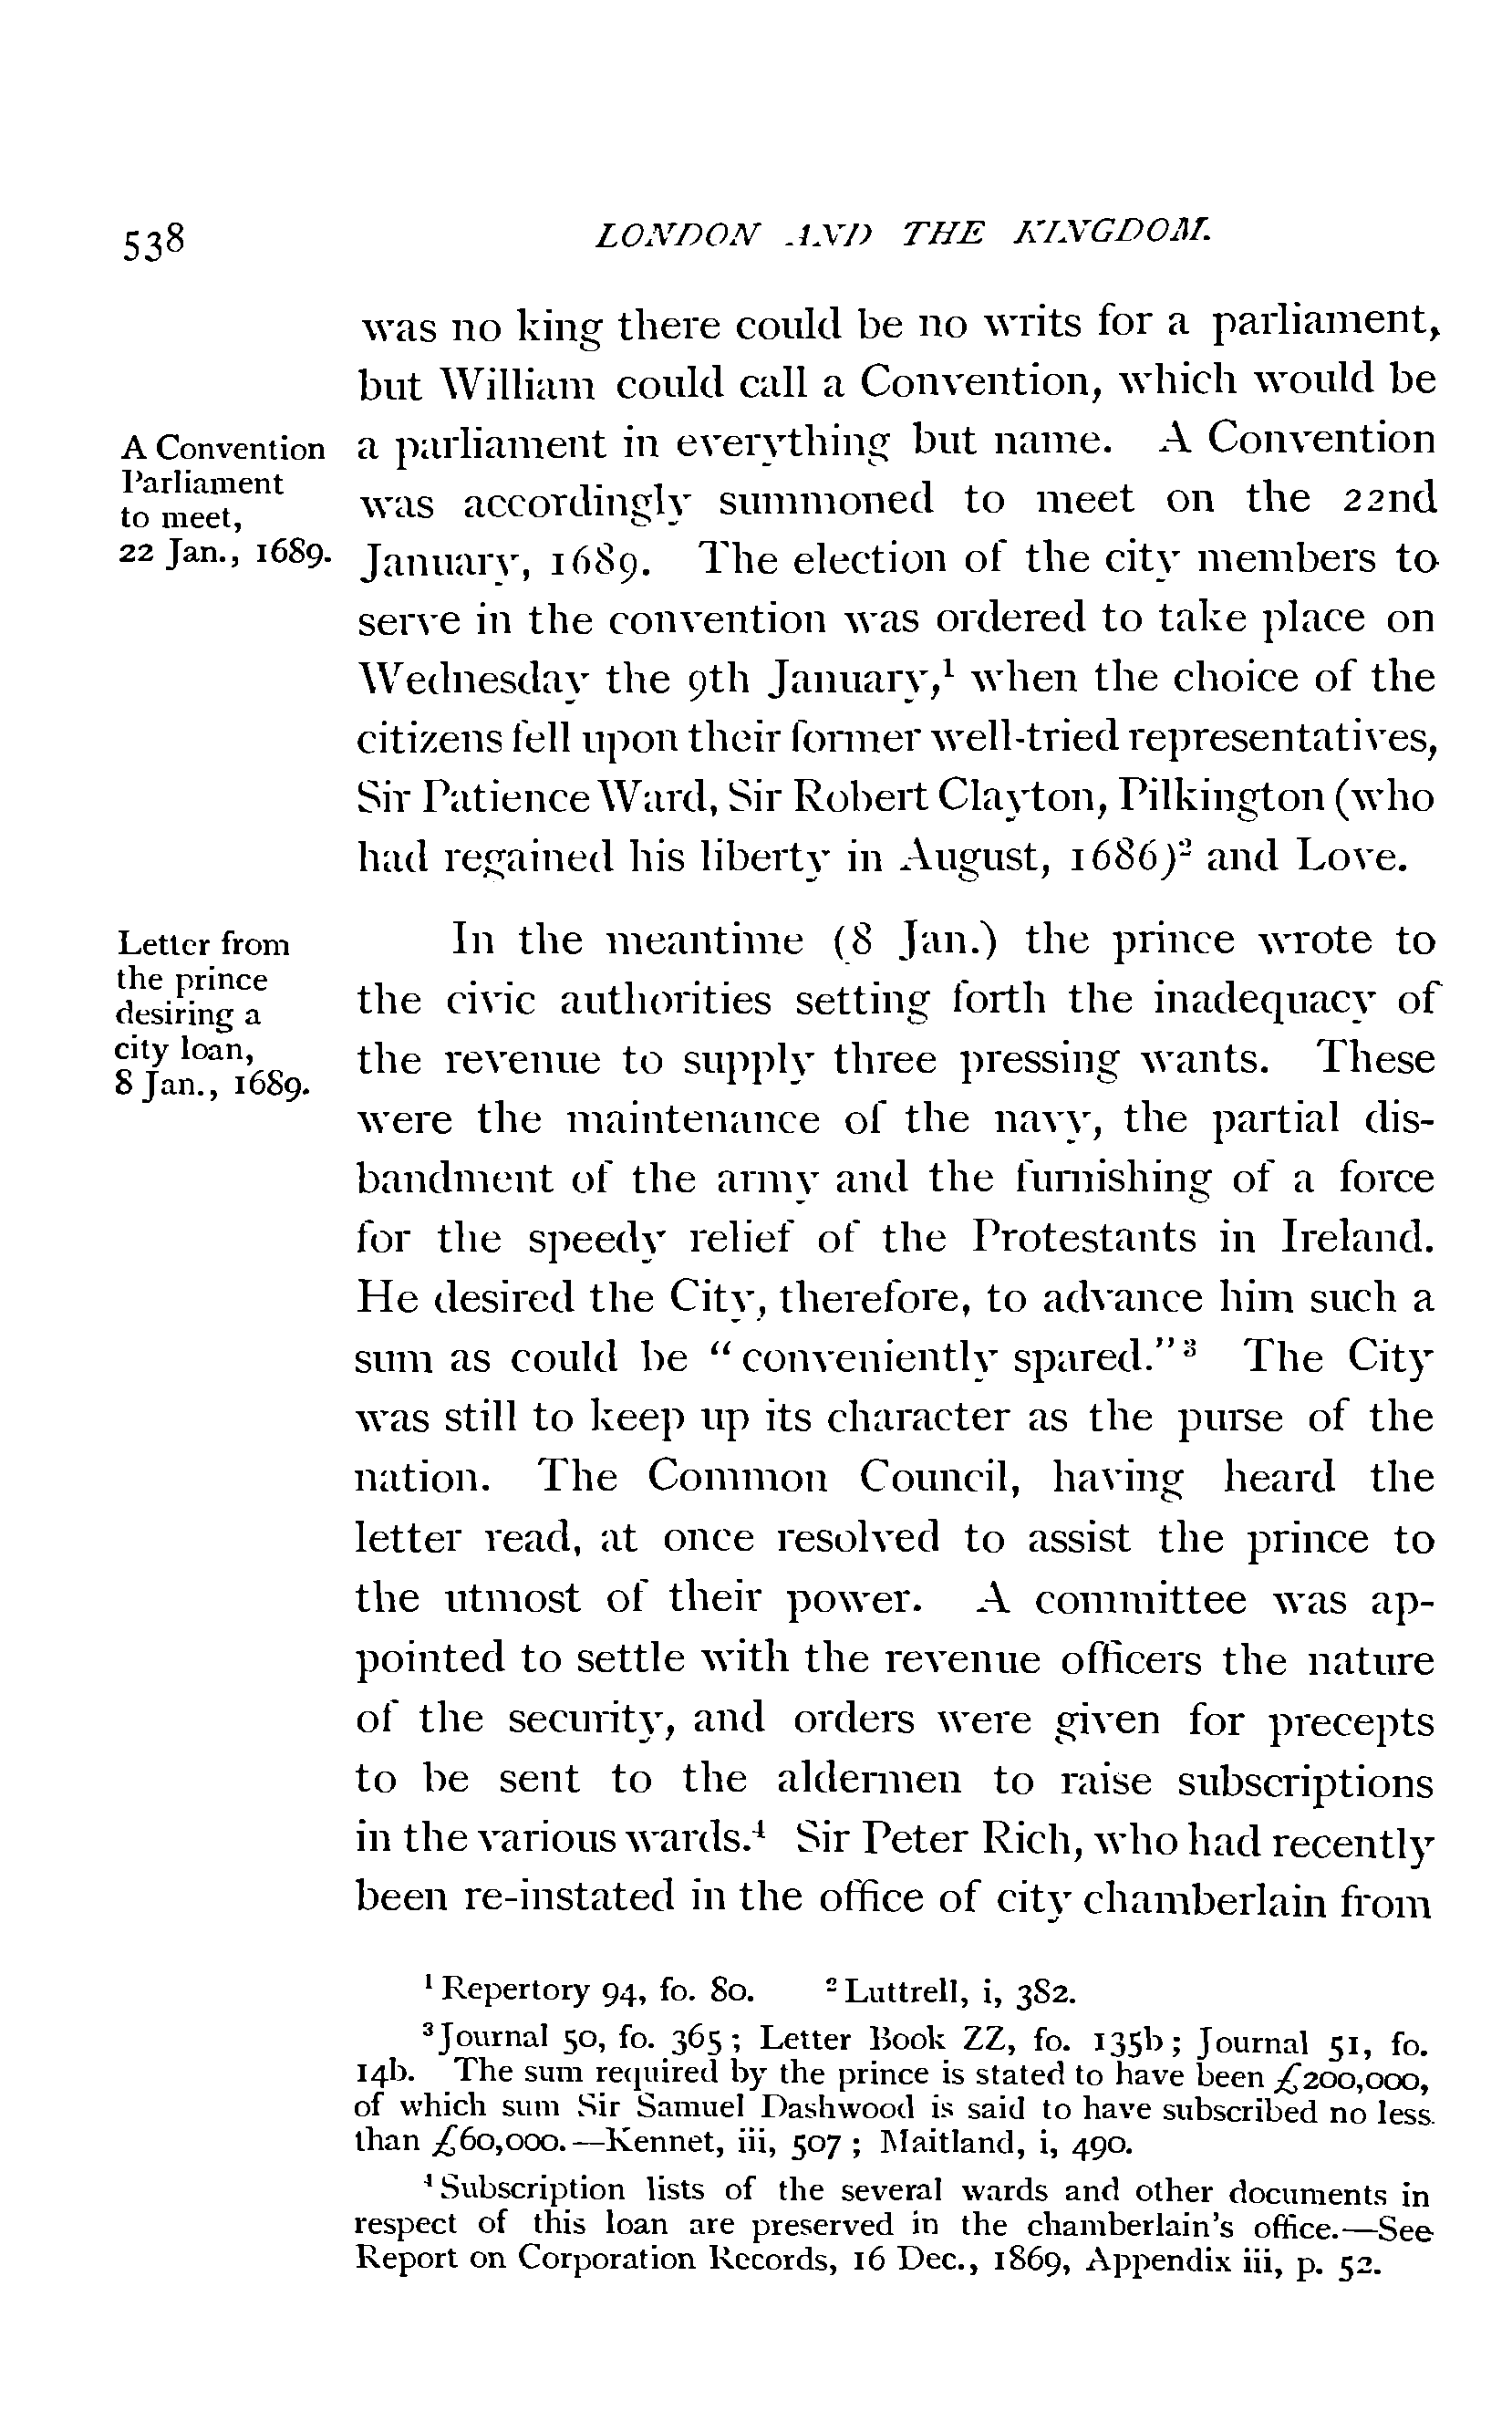 538 LONDON AND THE KINGDOM.
was no king there could be no writs for a parliament,
but William could call a Convention, which would be
a parliament in everything but name. A Convention
was accordingly summoned to meet on the 22nd
January, 1689. The election of the city members to
serve in the convention was ordered to take place on
Wednesday the 9th January,¹ when the choice of the
citizens fell upon their former well-tried representatives,
Sir Patience Ward, Sir Robert Clayton, Pilkington (who
had regained his liberty in August, 1686)² and Love.
A Convention
Parliament
to meet,
22 Jan., 1689.
In the meantime (8 Jan.) the prince wrote to
the civic authorities setting forth the inadequacy of
the revenue to supply three pressing wants. These
were the maintenance of the navy, the partial dis-
bandment of the army and the furnishing of a force
for the speedy relief of the Protestants in Ireland.
He desired the City, therefore, to advance him such a
sum as could be "conveniently spared."³ The City
was still to keep up its character as the purse of the
nation. The Common Council, having heard the
letter read, at once resolved to assist the prince to
the utmost of their power. A committee was ap-
pointed to settle with the revenue officers the nature
of the security, and orders were given for precepts
to be sent to the aldermen to raise subscriptions
in the various wards.⁴ Sir Peter Rich, who had recently
been re-instated in the office of city chamberlain from
Letter from
the prince
desiring a
city loan,
8 Jan., 1689.
¹ Repertory 94, fo. 80. ² Luttrell, i, 382.
³ Journal 50, fo. 365; Letter Book ZZ, fo. 135b; Journal 51, fo.
14b. The sum required by the prince is stated to have been £200,000,
of which sum Sir Samuel Dashwood is said to have subscribed no less
than £60,000.—Kennet, iii, 507; Maitland, i, 490.
⁴ Subscription lists of the several wards and other documents in
respect of this loan are preserved in the chamberlain's office.—See
Report on Corporation Records, 16 Dec., 1869, Appendix iii, p. 52.